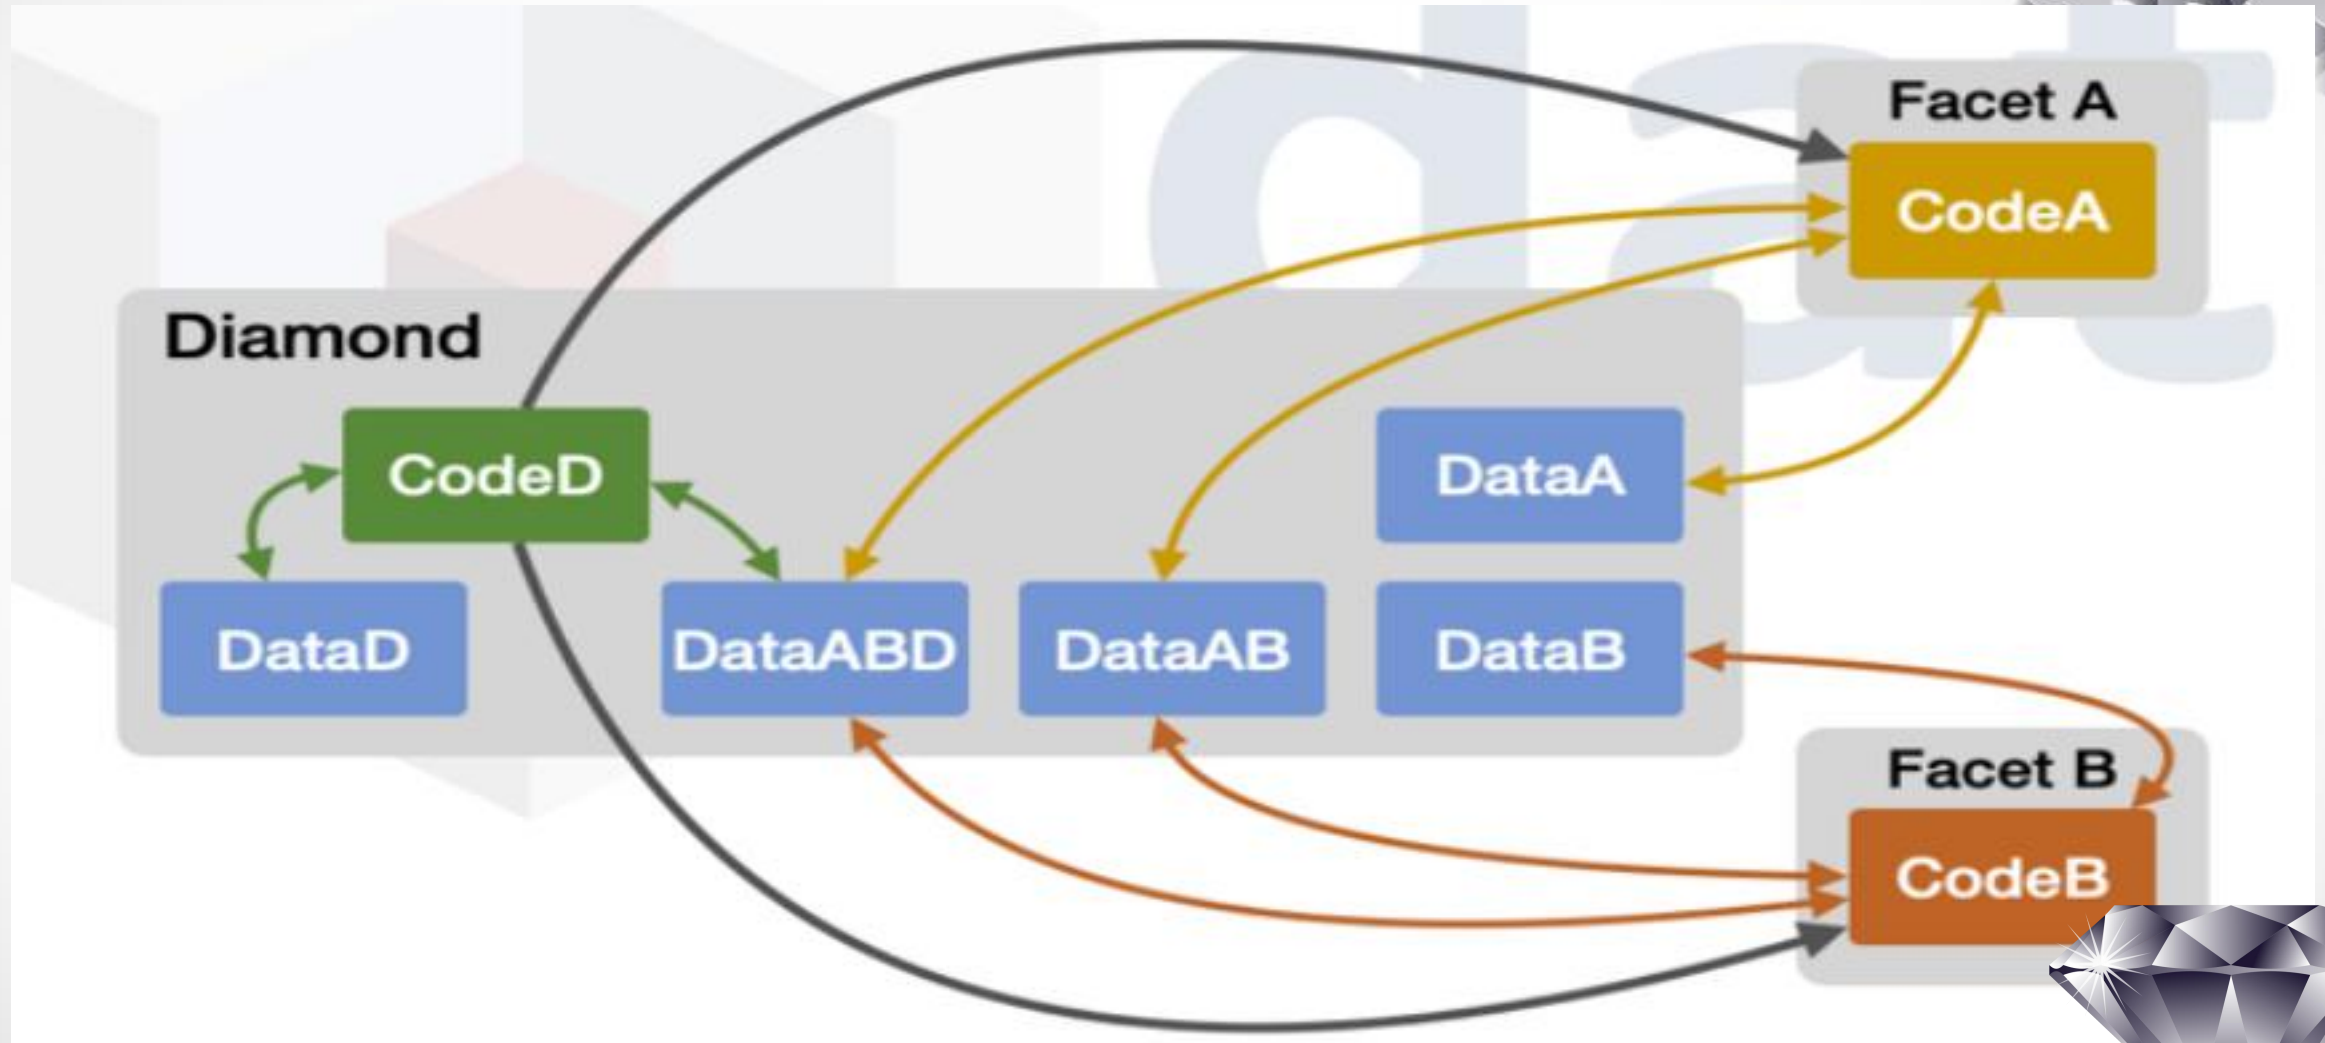 Facet A
CodeA
Diamond
CodeD
DataA
DataD
DataABD
DataAB
DataB
Facet B
CodeB